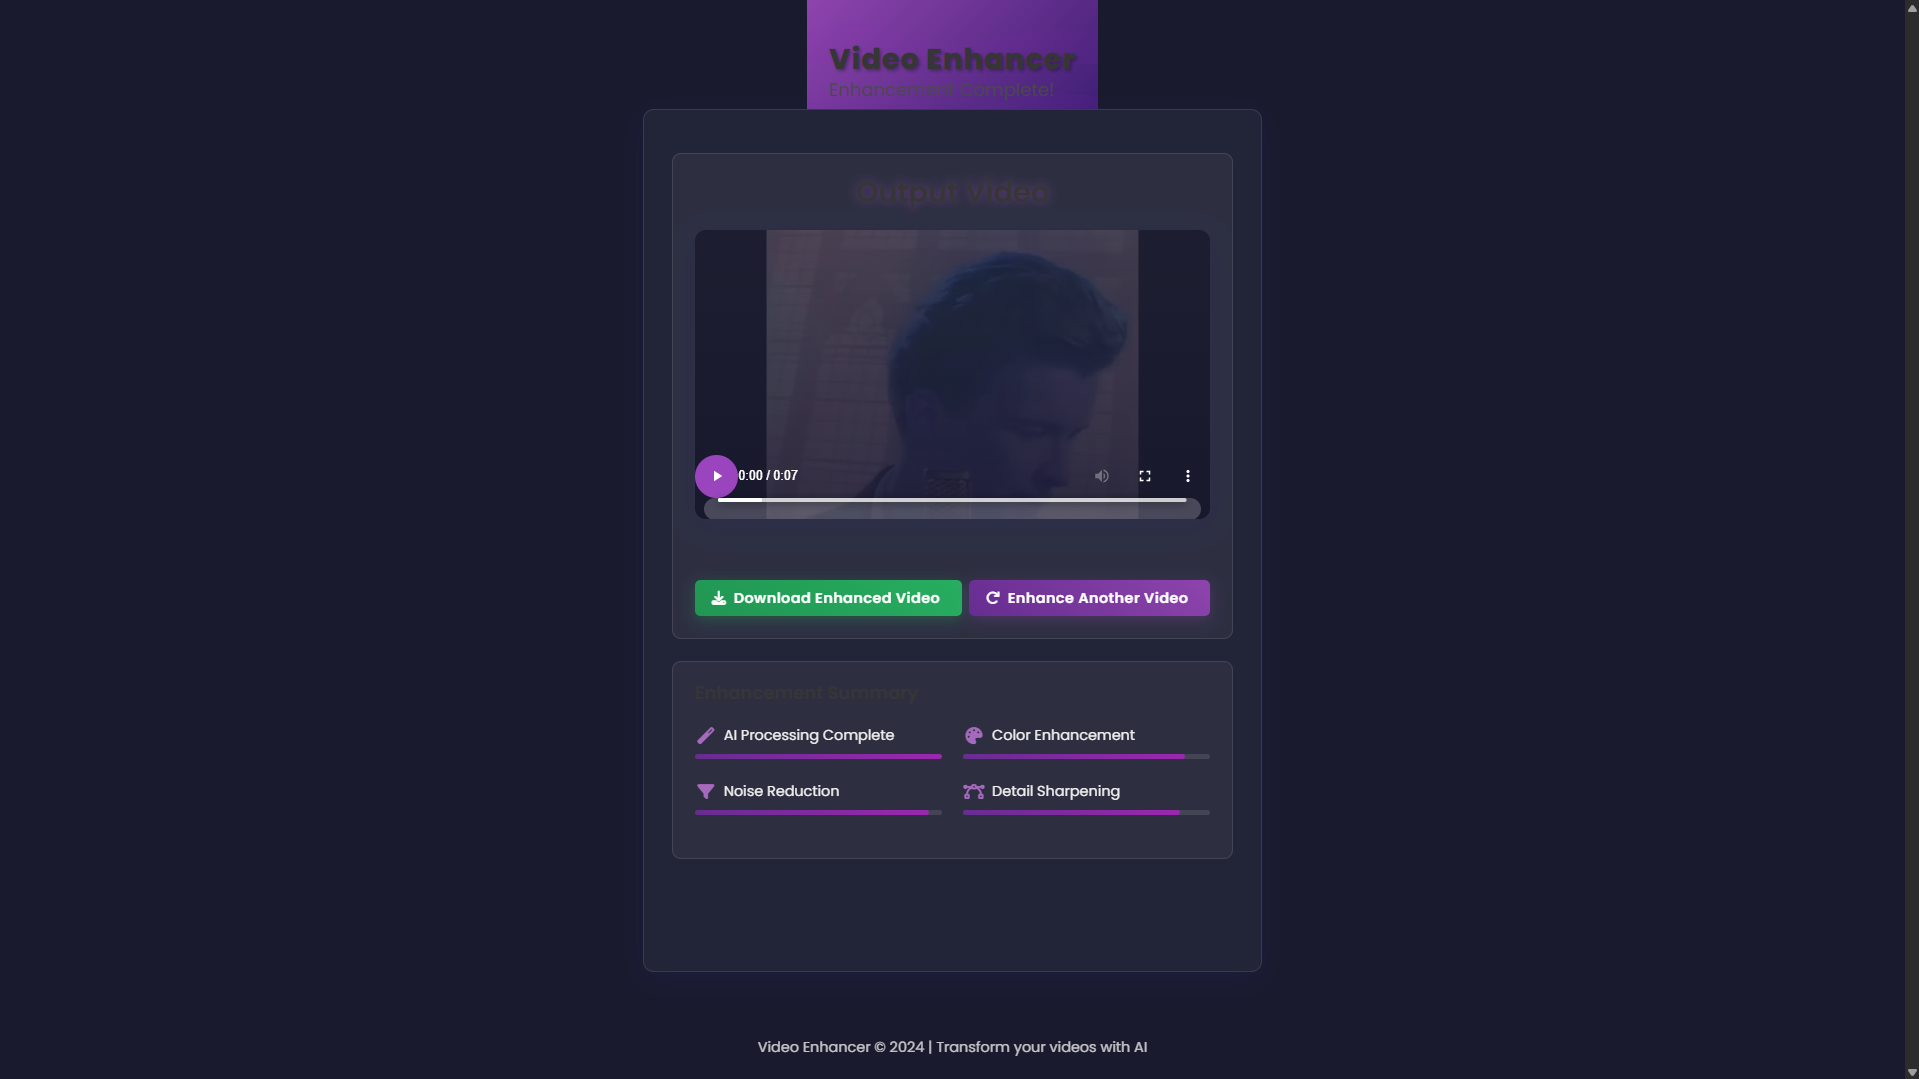 Video Enhancer
Enhancement Complete!
Output Video
0:00 / 0:07
Download Enhanced Video
Enhance Another Video
Enhancement Summary
AI Processing Complete
Color Enhancement
Noise Reduction
Detail Sharpening
Video Enhancer © 2024 | Transform your videos with AI